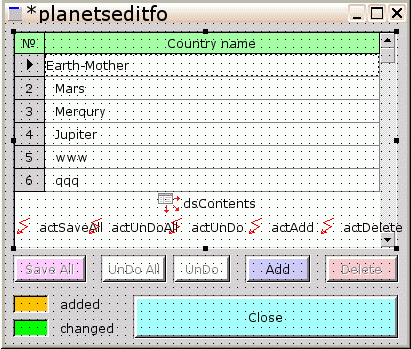 *planetseditfo
№ Country name
Earth-Mother
2 Mars
3 Merqury
4 Jupiter
5 www
6 qqq
dsContents
actSaveAll actUnDoAll actUnDo actAdd actDelete
Save All UnDo All UnDo Add Delete
added
changed
Close